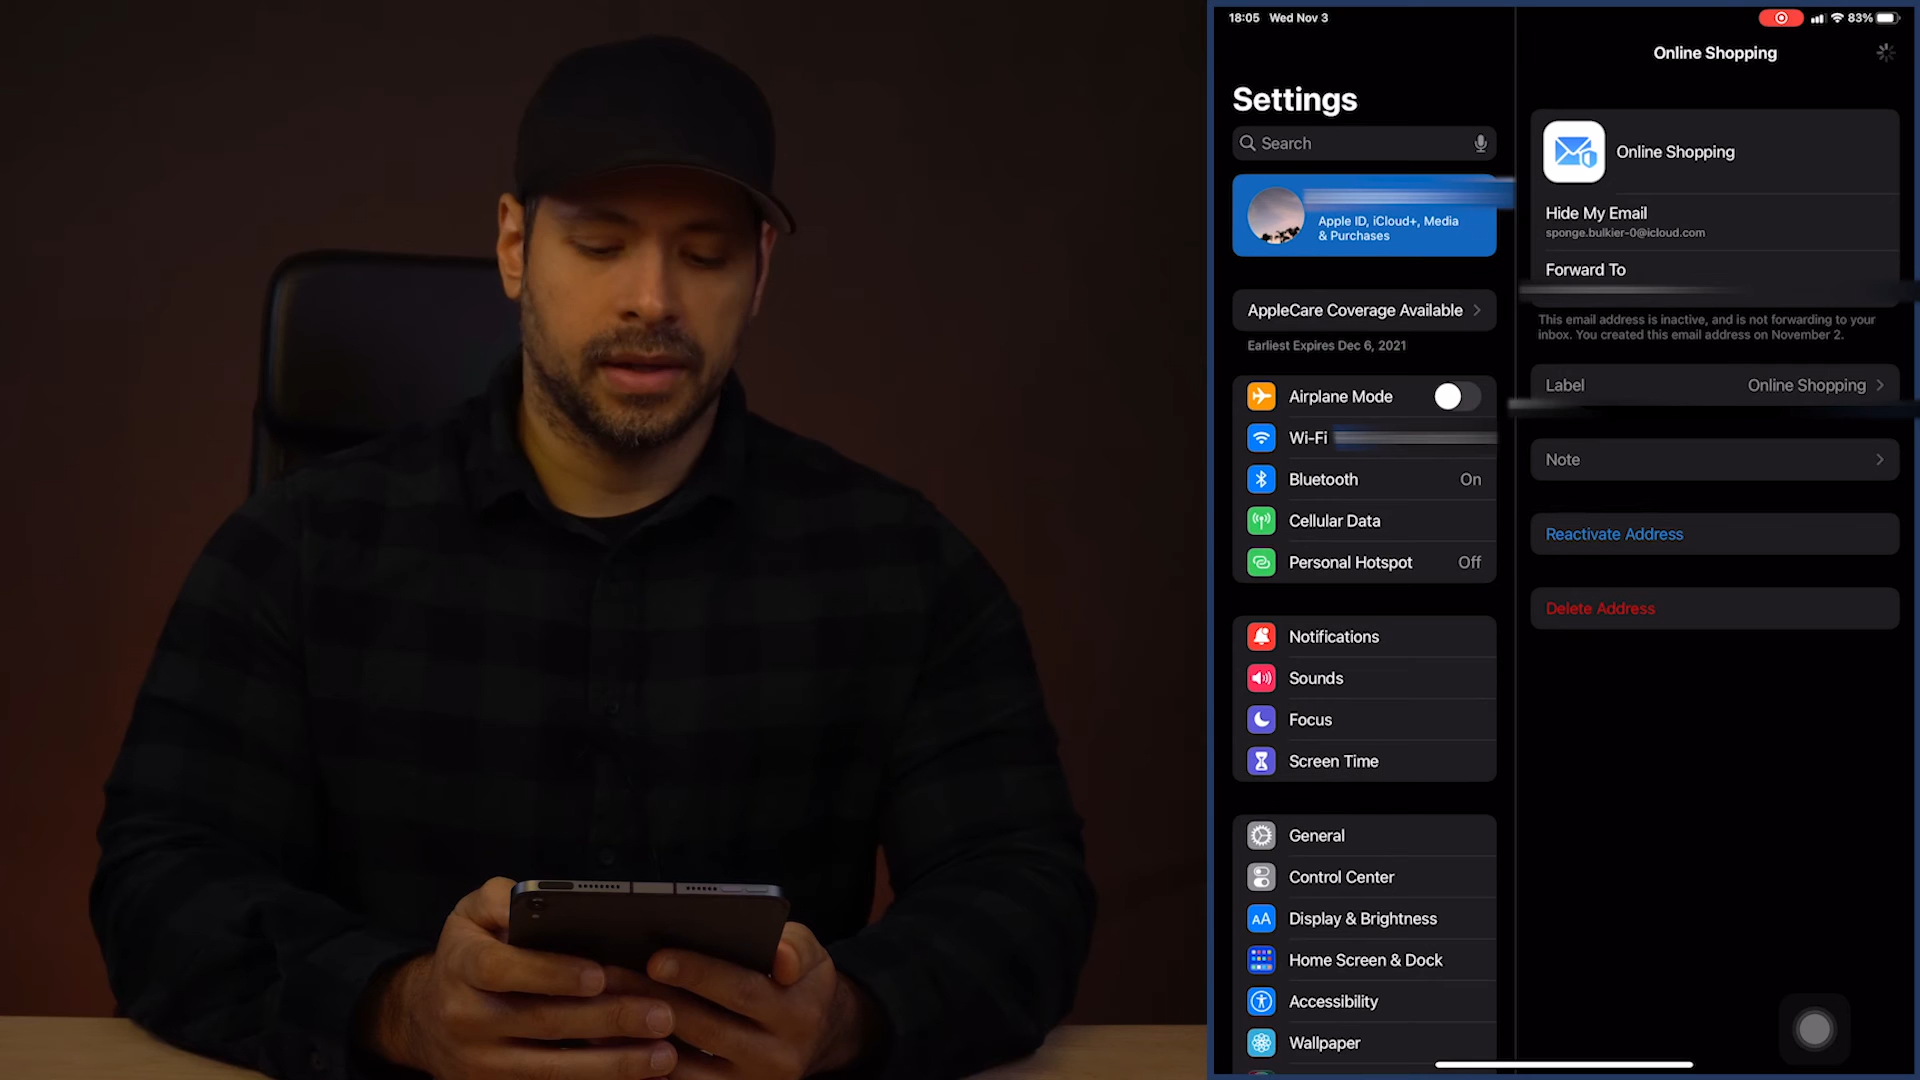 18:05 Wed Nov 3
83%
Settings
Search
Apple ID, iCloud+, Media
& Purchases
AppleCare Coverage Available
Earliest Expires Dec 6, 2021
Airplane Mode
Wi-Fi
Bluetooth On
Cellular Data
Personal Hotspot Off
Notifications
Sounds
Focus
Screen Time
General
Control Center
AA Display & Brightness
Home Screen & Dock
Accessibility
Wallpaper
Online Shopping
Online Shopping
Hide My Email
sponge.bulkier-0@icloud.com
Forward To
This email address is inactive, and is not forwarding to your
inbox. You created this email address on November 2.
Label Online Shopping
Note
Reactivate Address
Delete Address